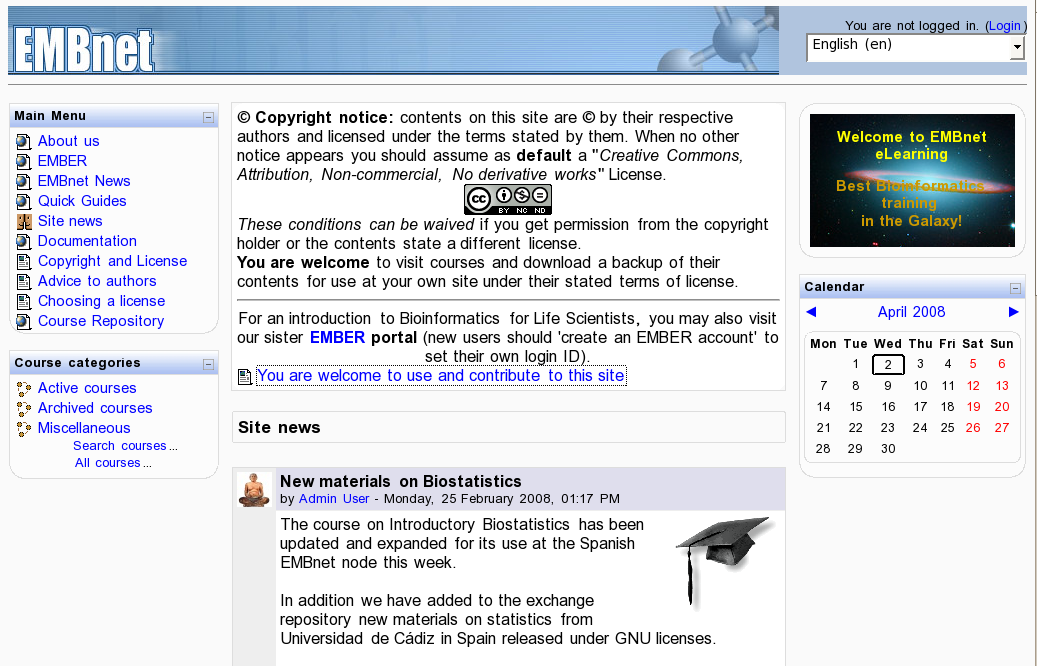 EMBnet
You are not logged in. (Login)
English (en)
Main Menu
About us
EMBER
EMBnet News
Quick Guides
Site news
Documentation
Copyright and License
Advice to authors
Choosing a license
Course Repository
Course categories
Active courses
Archived courses
Miscellaneous
Search courses...
All courses...
© Copyright notice: contents on this site are © by their respective
authors and licensed under the terms stated by them. When no other
notice appears you should assume as default a "Creative Commons,
Attribution, Non-commercial, No derivative works" License.
cc
BY NC ND
These conditions can be waived if you get permission from the copyright
holder or the contents state a different license.
You are welcome to visit courses and download a backup of their
contents for use at your own site under their stated terms of license.
For an introduction to Bioinformatics for Life Scientists, you may also visit
our sister EMBER portal (new users should 'create an EMBER account' to
set their own login ID).
You are welcome to use and contribute to this site
Site news
New materials on Biostatistics
by Admin User - Monday, 25 February 2008, 01:17 PM
The course on Introductory Biostatistics has been
updated and expanded for its use at the Spanish
EMBnet node this week.
In addition we have added to the exchange
repository new materials on statistics from
Universidad de Cádiz in Spain released under GNU licenses.
Welcome to EMBnet
eLearning
Best Bioinformatics
training
in the Galaxy!
Calendar
April 2008
Mon Tue Wed Thu Fri Sat Sun
1 2 3 4 5 6
7 8 9 10 11 12 13
14 15 16 17 18 19 20
21 22 23 24 25 26 27
28 29 30